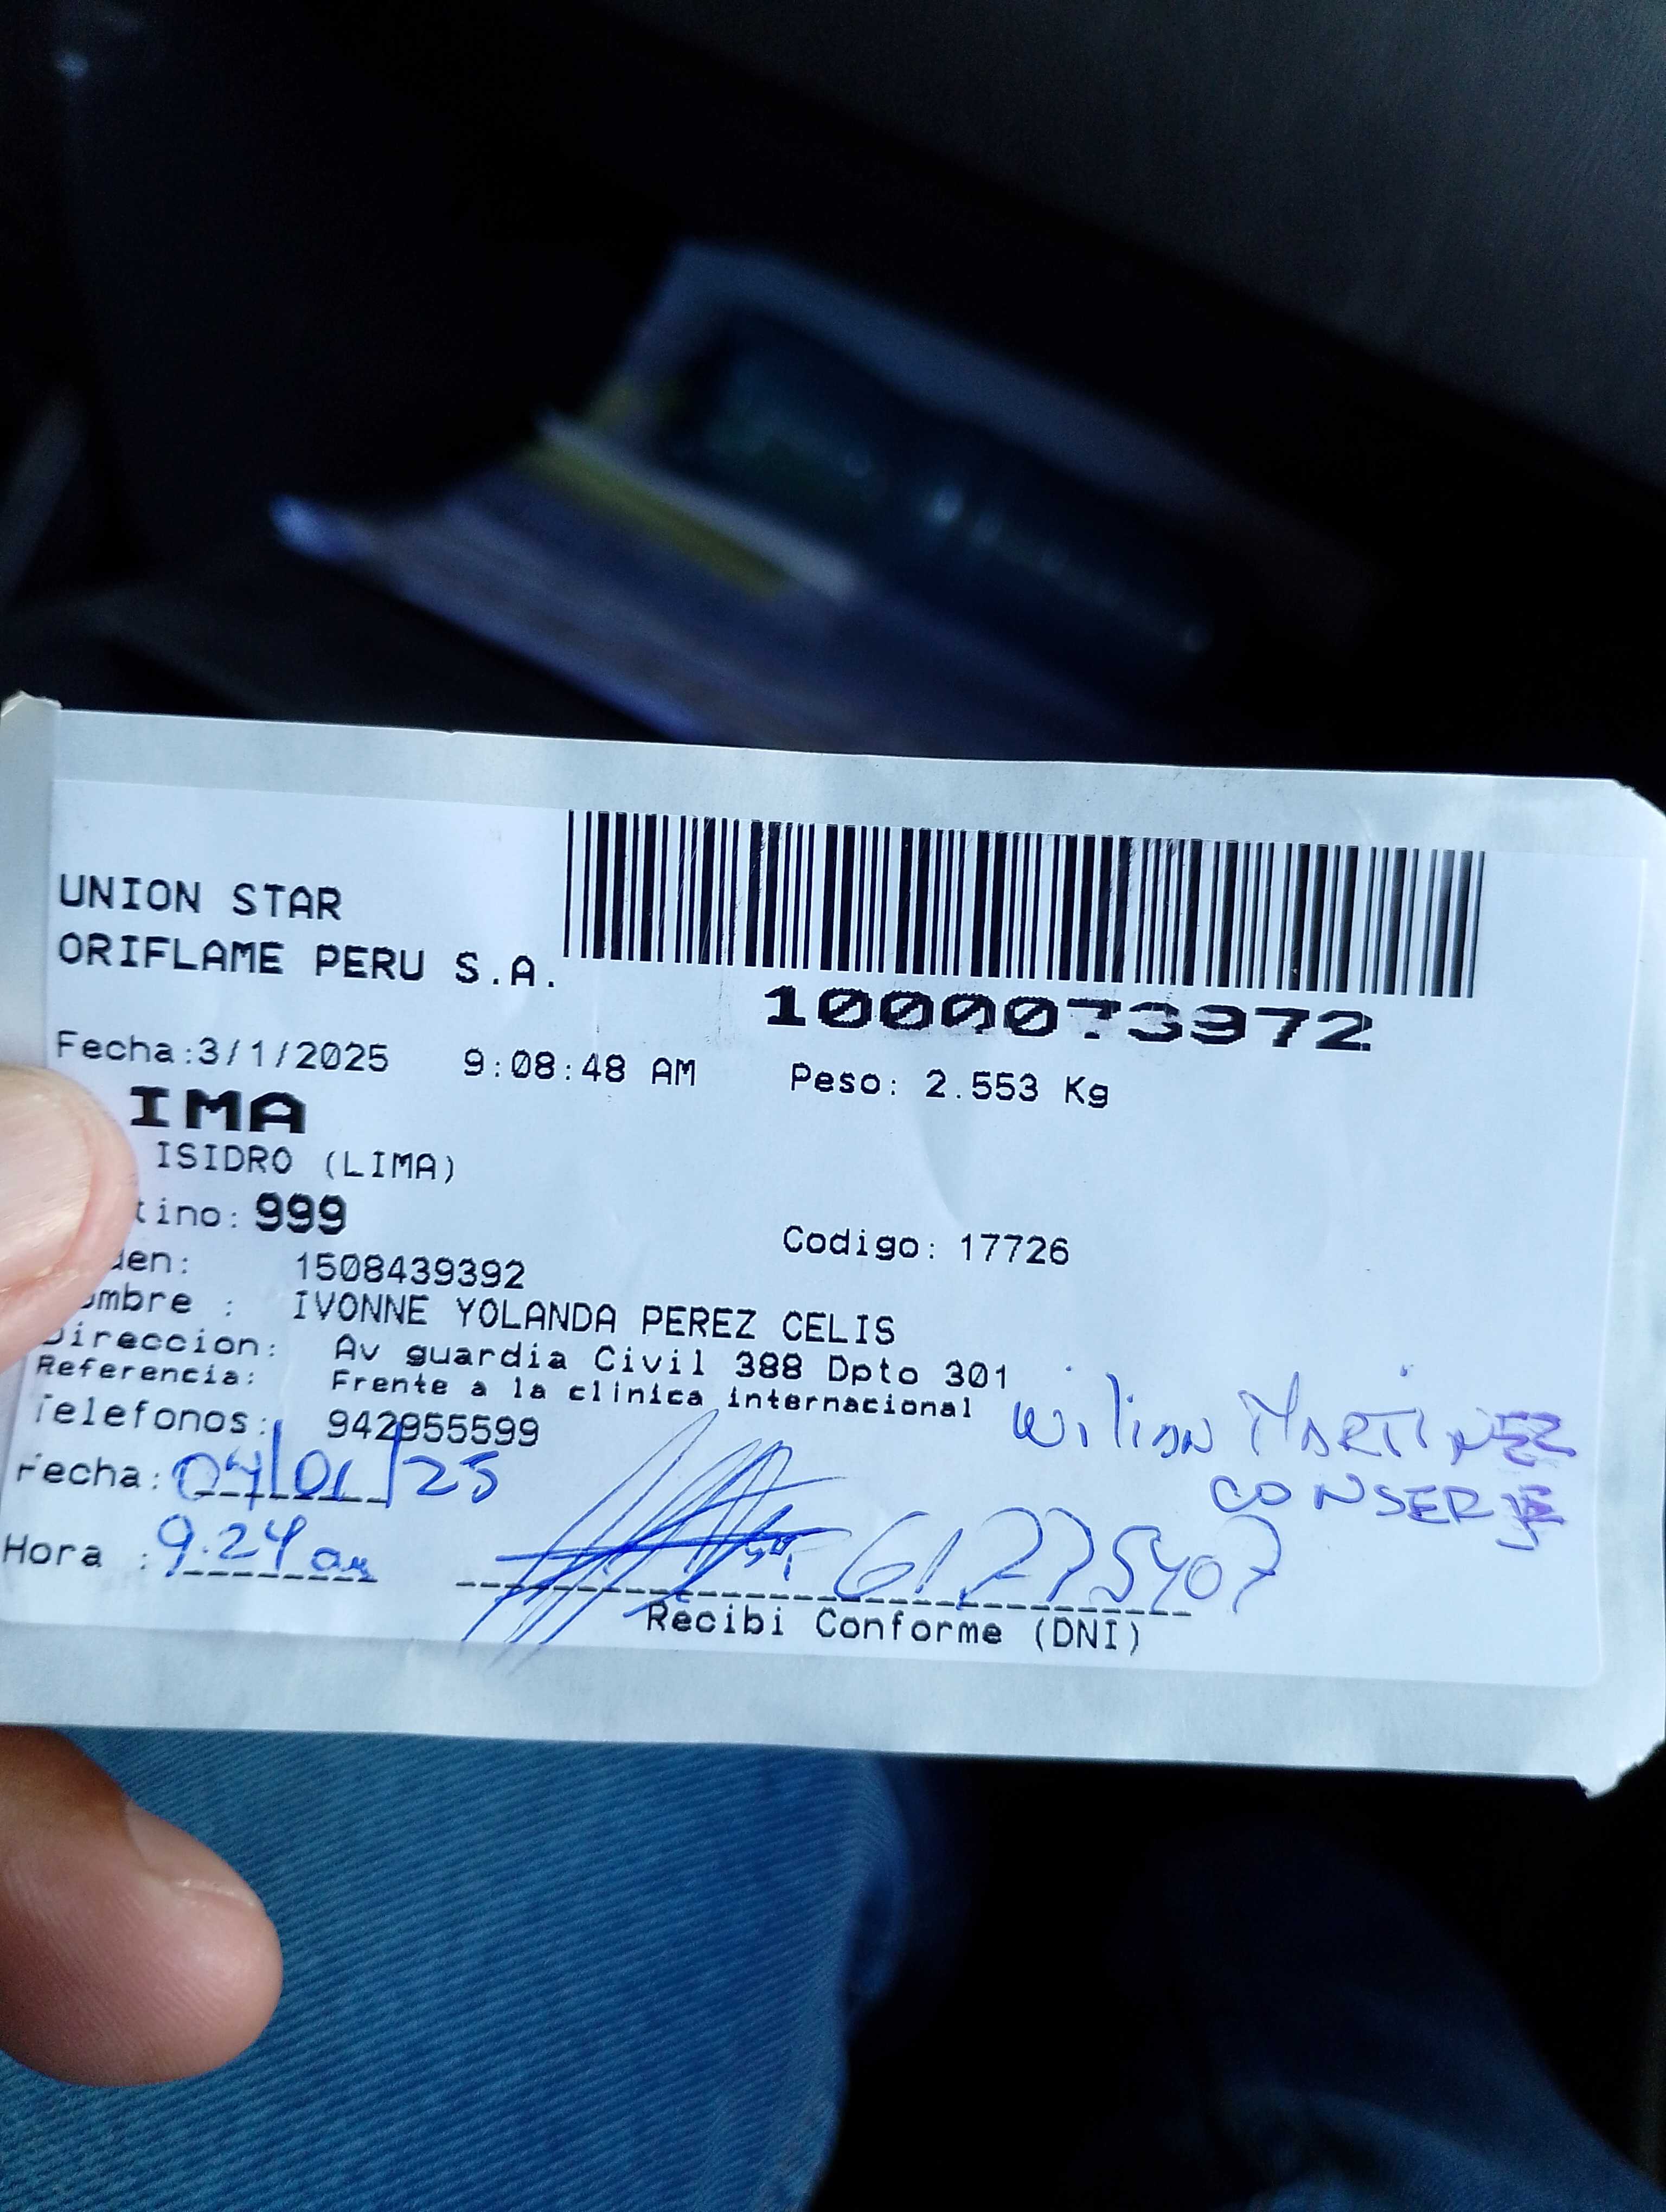 UNION STAR
ORIFLAME PERU S.A.
1000073972
Fecha:3/1/2025 9:08:48 AM Peso: 2.553 Kg
IMA
ISIDRO (LIMA)
tino: 999
Codigo: 17726
den: 1508439392
ombre : IVONNE YOLANDA PEREZ CELIS
Direccion: Av guardia Civil 388 Dpto 301
Referencia: Frente a la clinica internacional
Telefonos: 942955599
Wilian MARTINEZ
CONSERJE
Fecha: 04/01/25
Hora : 9:24 am
61275407
Recibi Conforme (DNI)